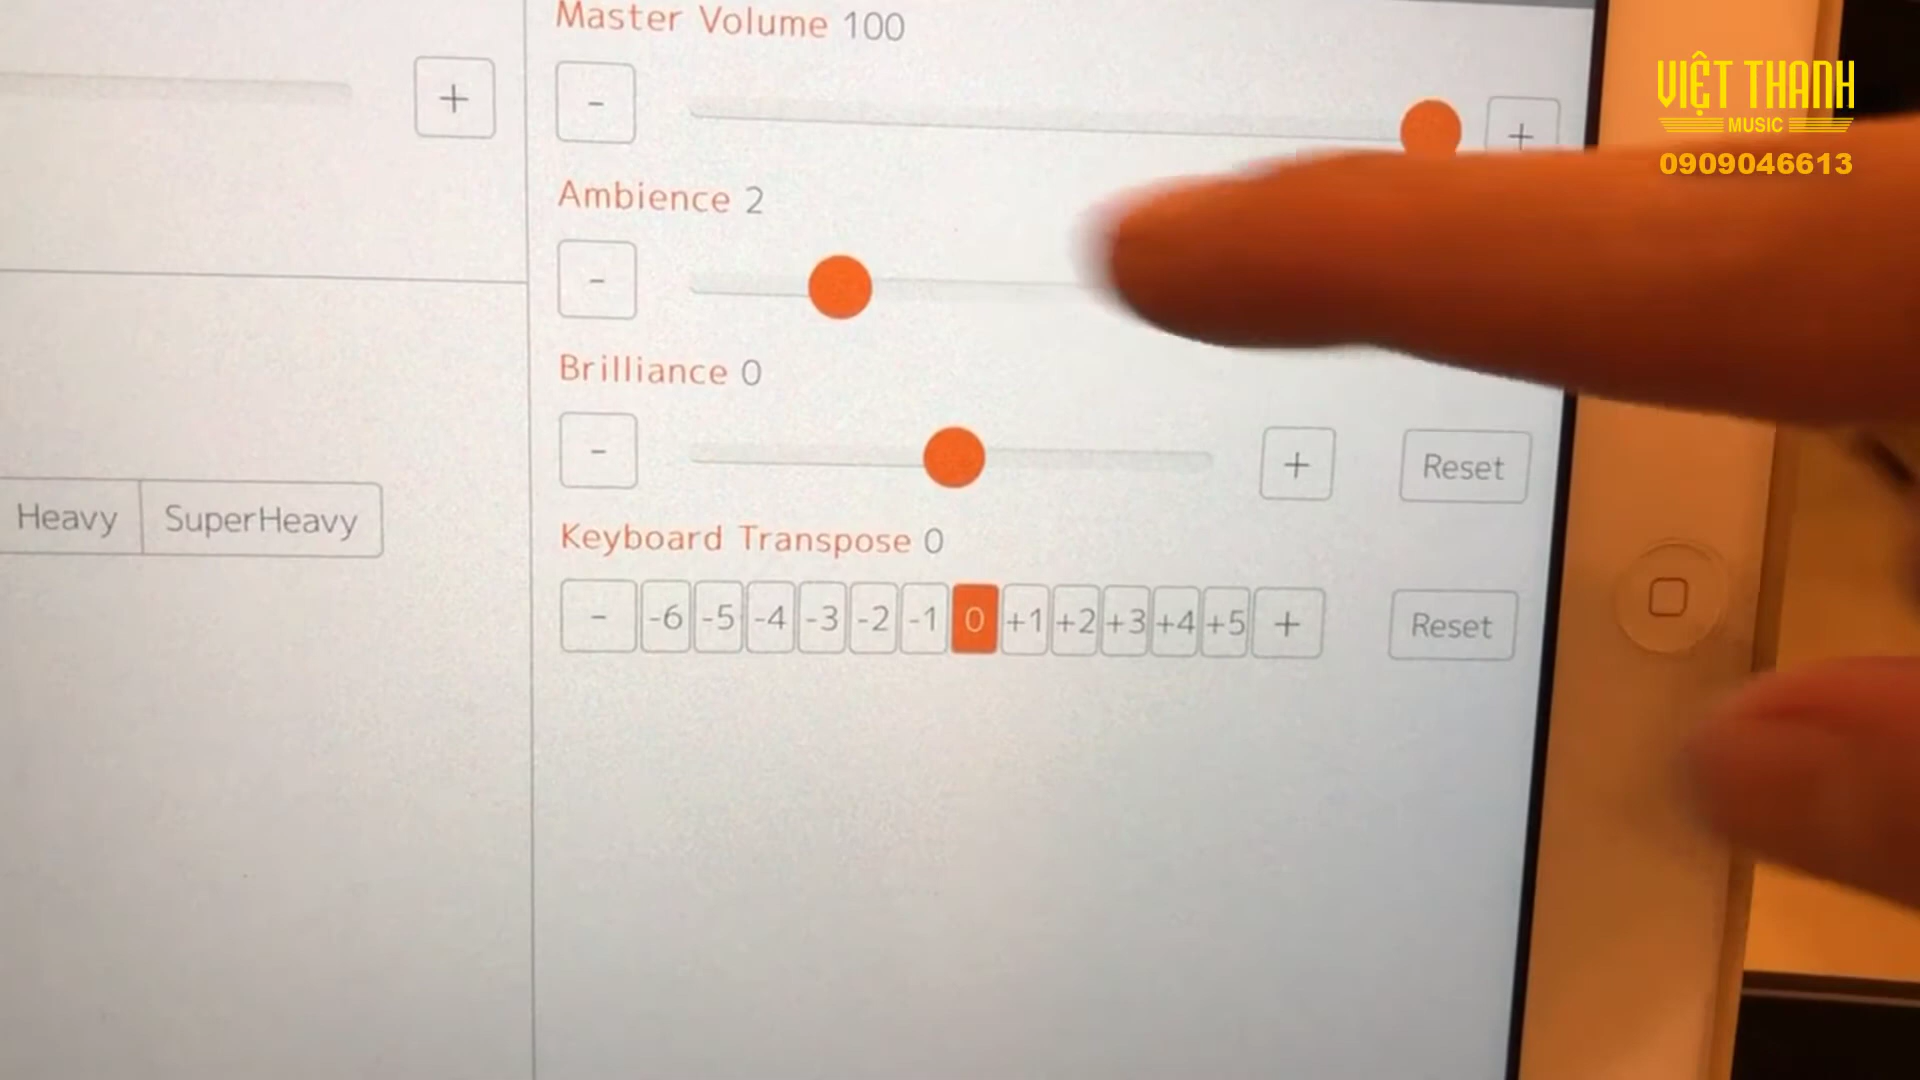 Master Volume 100
+
-
+
VIỆT THANH
MUSIC
0909046613
Ambience 2
-
Brilliance 0
-
+
Reset
Heavy
SuperHeavy
Keyboard Transpose 0
- -6 -5 -4 -3 -2 -1 0 +1 +2 +3 +4 +5 +
Reset